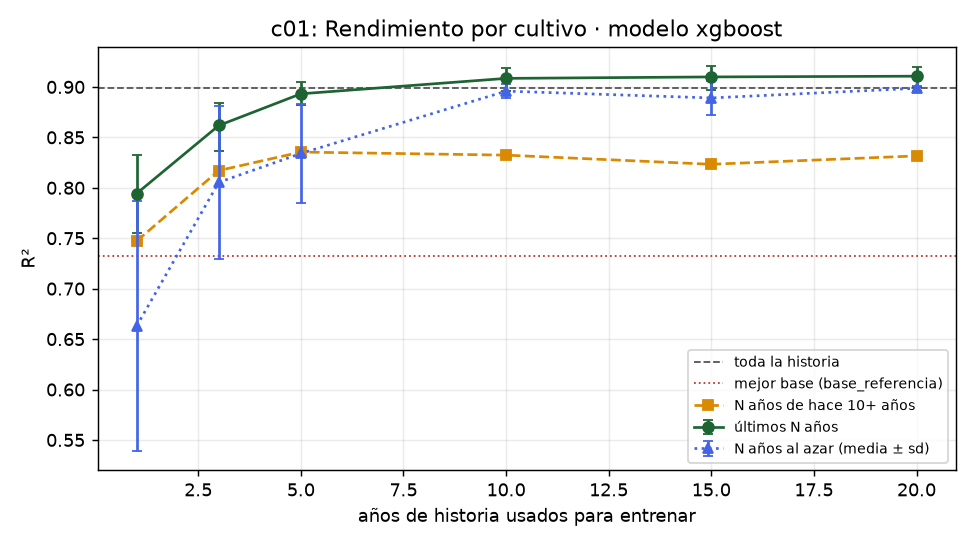 c01: Rendimiento por cultivo · modelo xgboost
R²
0.90
0.85
0.80
0.75
0.70
0.65
0.60
0.55
toda la historia
mejor base (base_referencia)
N años de hace 10+ años
últimos N años
N años al azar (media ± sd)
2.5 5.0 7.5 10.0 12.5 15.0 17.5 20.0
años de historia usados para entrenar